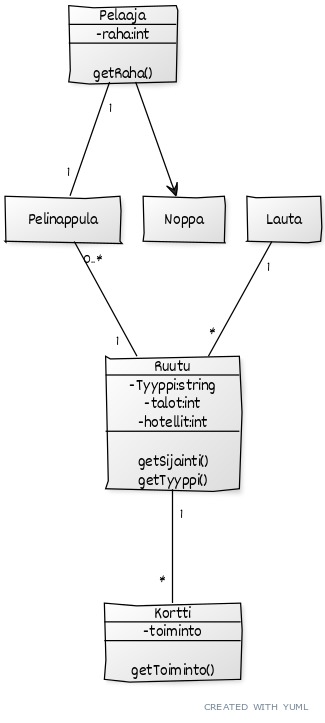 Pelaaja
-raha:int
getRaha()
1
1
Pelinappula
Noppa
Lauta
0..*
1
1
*
Ruutu
-Tyyppi:string
-talot:int
-hotellit:int
getSijainti()
getTyyppi()
1
*
Kortti
-toiminto
getToiminto()
CREATED WITH YUML